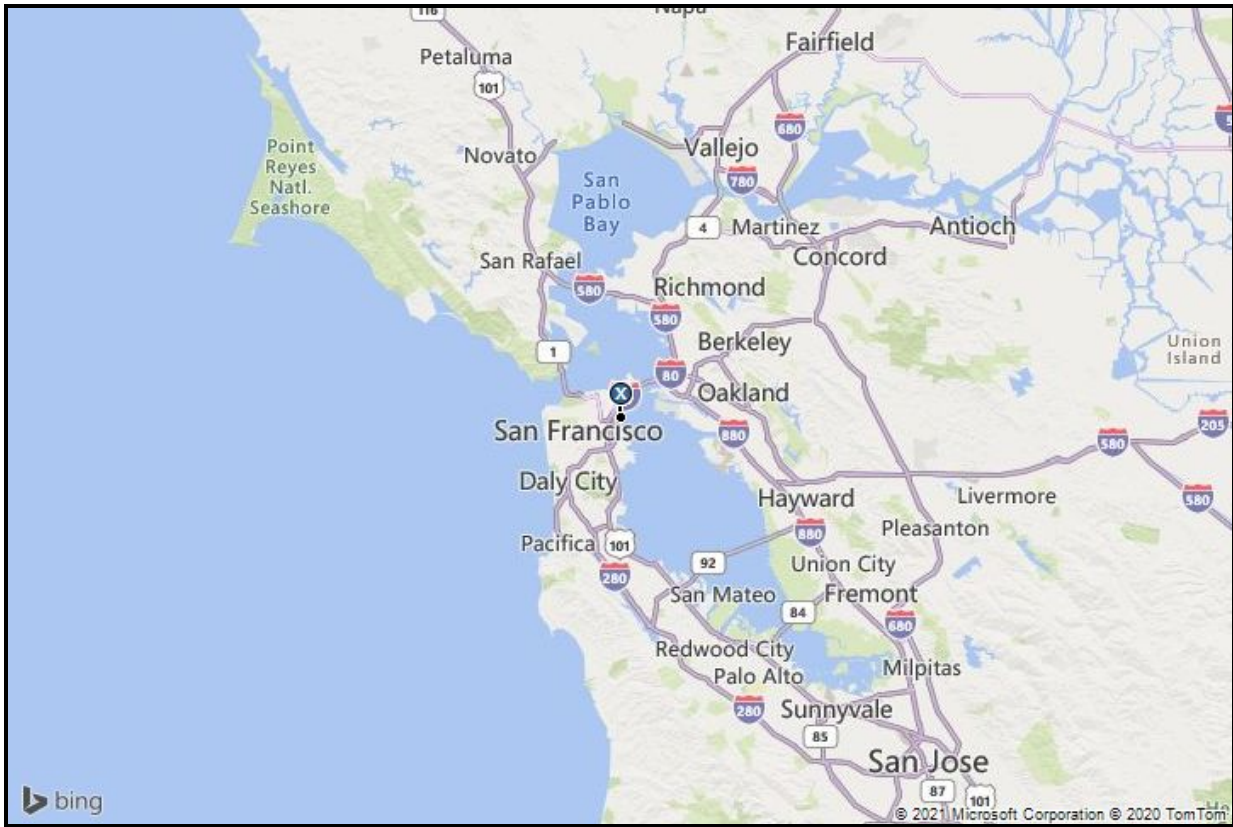 116
Napa
Fairfield
Petaluma
101
680
5
Point
Reyes
Natl.
Seashore
Novato
Vallejo
780
San
Pablo
Bay
4
Martinez
Antioch
Concord
San Rafael
580
Richmond
580
Berkeley
Union
Island
1
80
X
Oakland
205
San Francisco
880
580
Daly City
Hayward
Livermore
580
Pacifica
101
880
Pleasanton
92
280
Union City
San Mateo
84
Fremont
680
Redwood City
Palo Alto
Milpitas
280
Sunnyvale
85
San Jose
87
101
bing
© 2021 Microsoft Corporation © 2020 TomTom